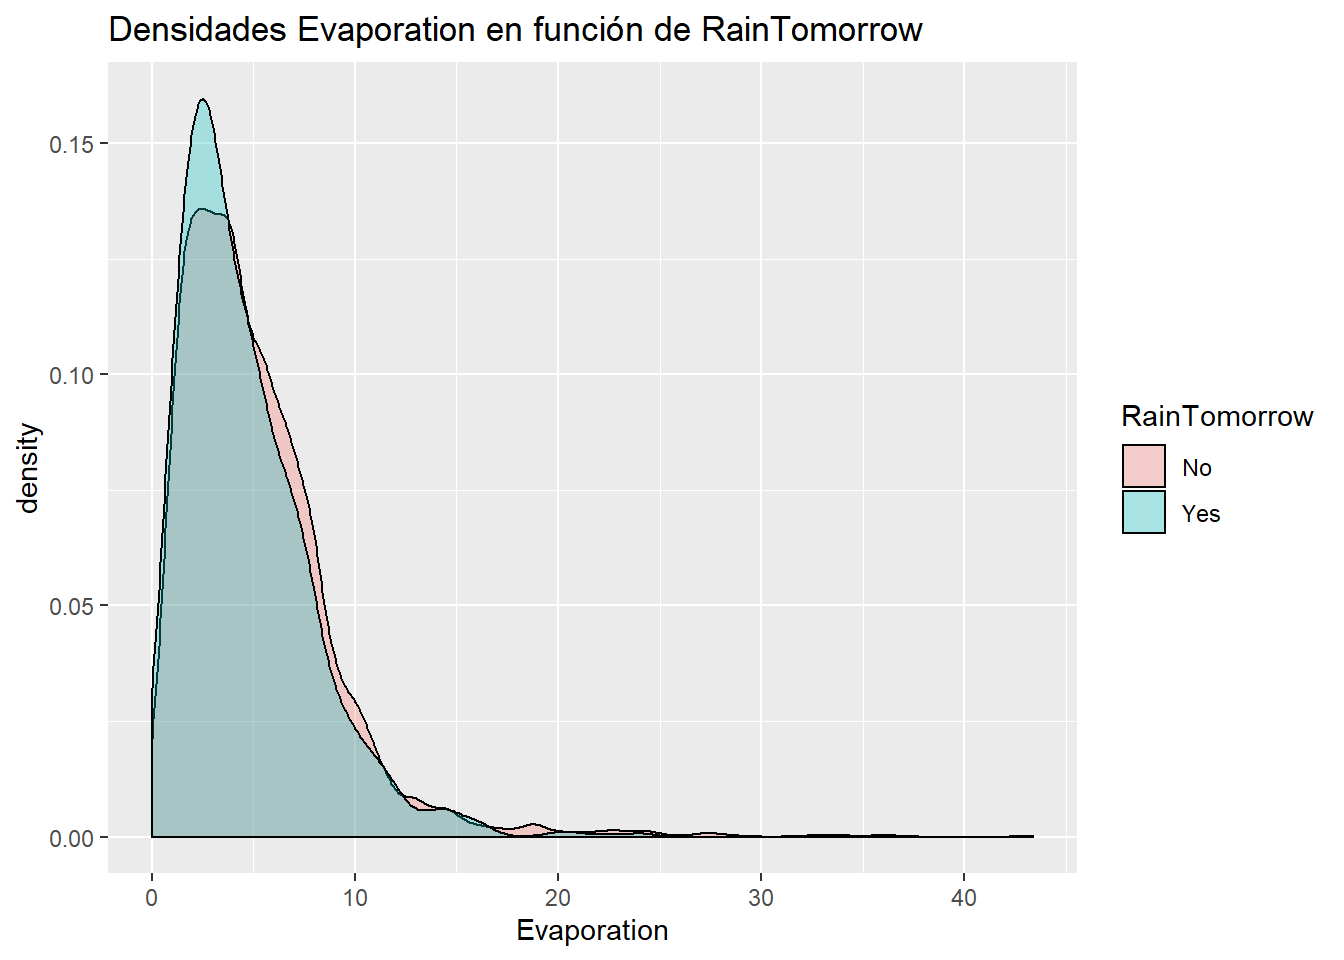 Densidades Evaporation en función de RainTomorrow
0.15
0.10
0.05
0.00
density
0 10 20 30 40
Evaporation
RainTomorrow
No
Yes